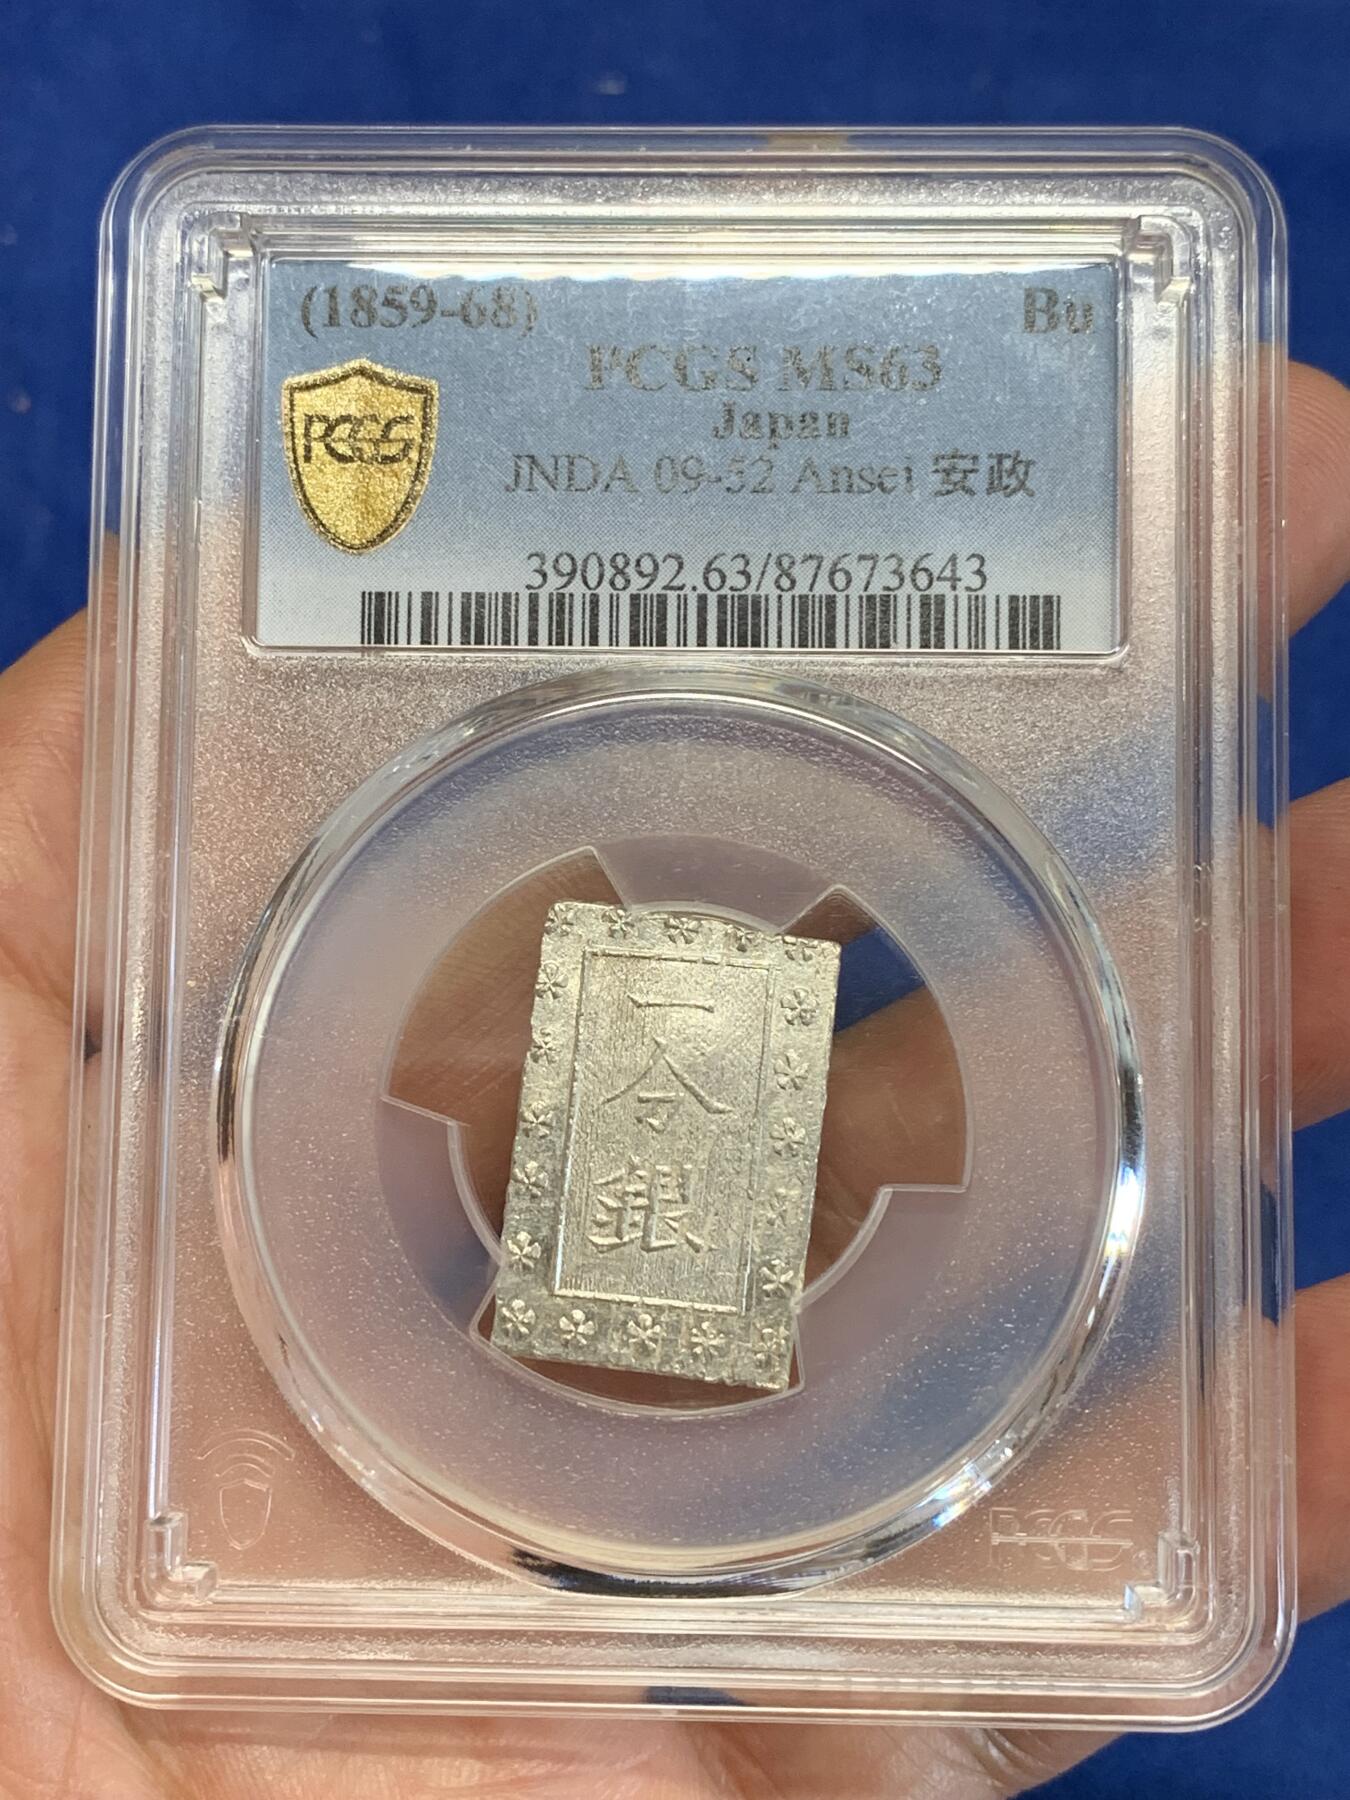 (1859-68) Bu
PCGS MS63
PCGS
Japan
JNDA 09-52 Ansei 安政
390892.63/87673643
一
分
銀
PCGS